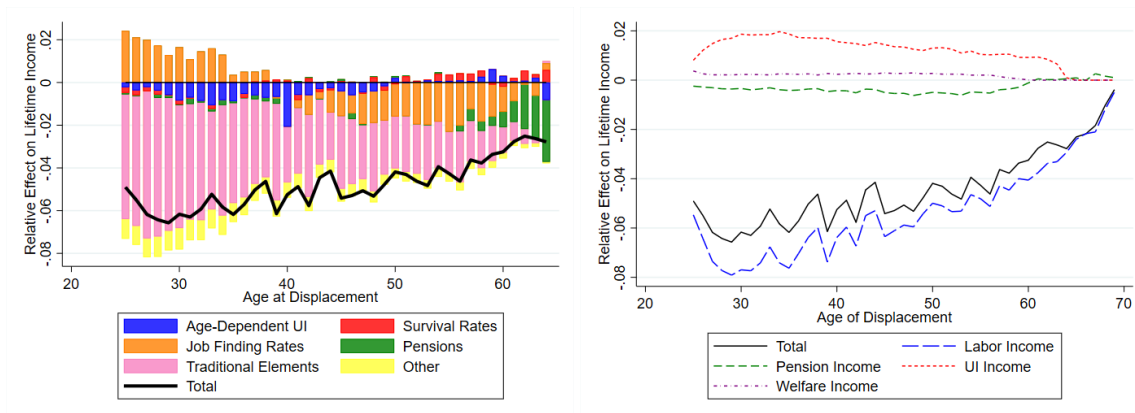 Relative Effect on Lifetime Income
.02
0
-.02
-.04
-.06
-.08
20 30 40 50 60
Age at Displacement
Age-Dependent UI Survival Rates
Job Finding Rates Pensions
Traditional Elements Other
Total
Relative Effect on Lifetime Income
.02
0
-.02
-.04
-.06
-.08
20 30 40 50 60 70
Age of Displacement
Total Labor Income
Pension Income UI Income
Welfare Income